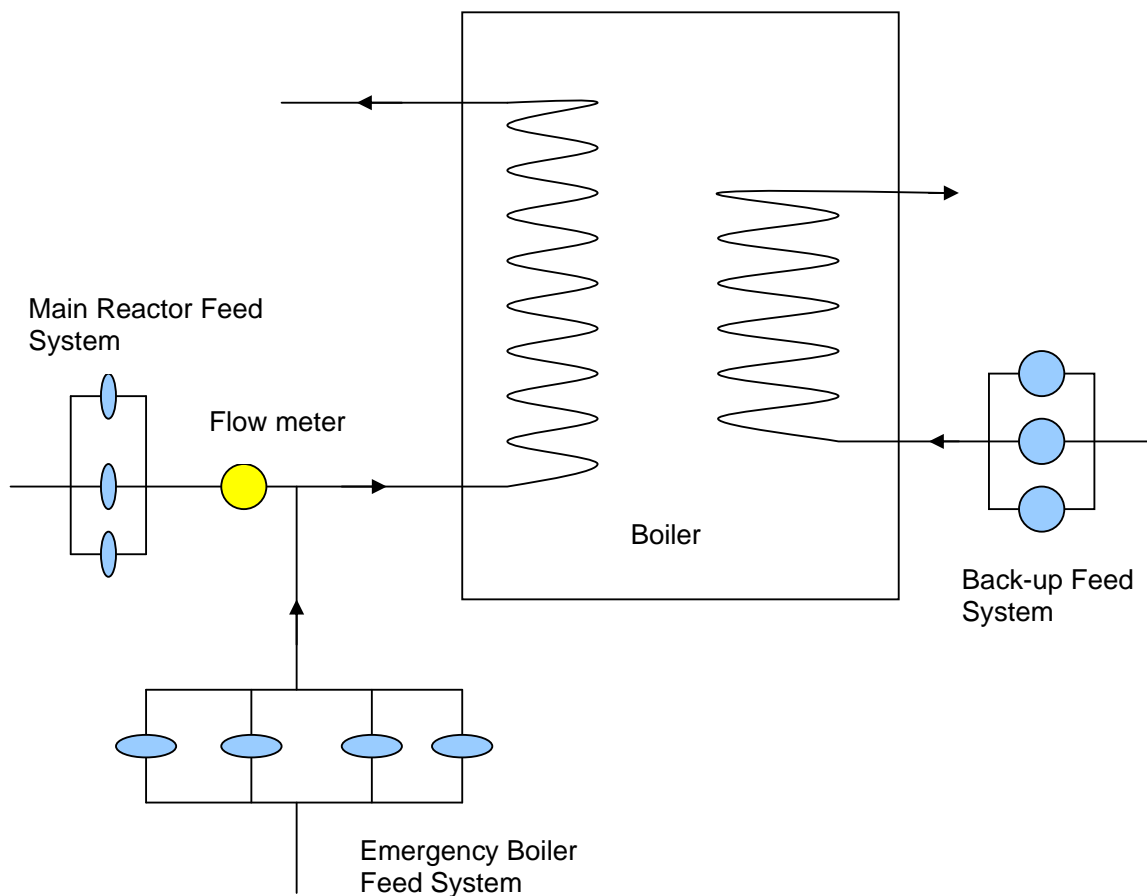 Main Reactor Feed
System
Flow meter
Boiler
Back-up Feed
System
Emergency Boiler
Feed System